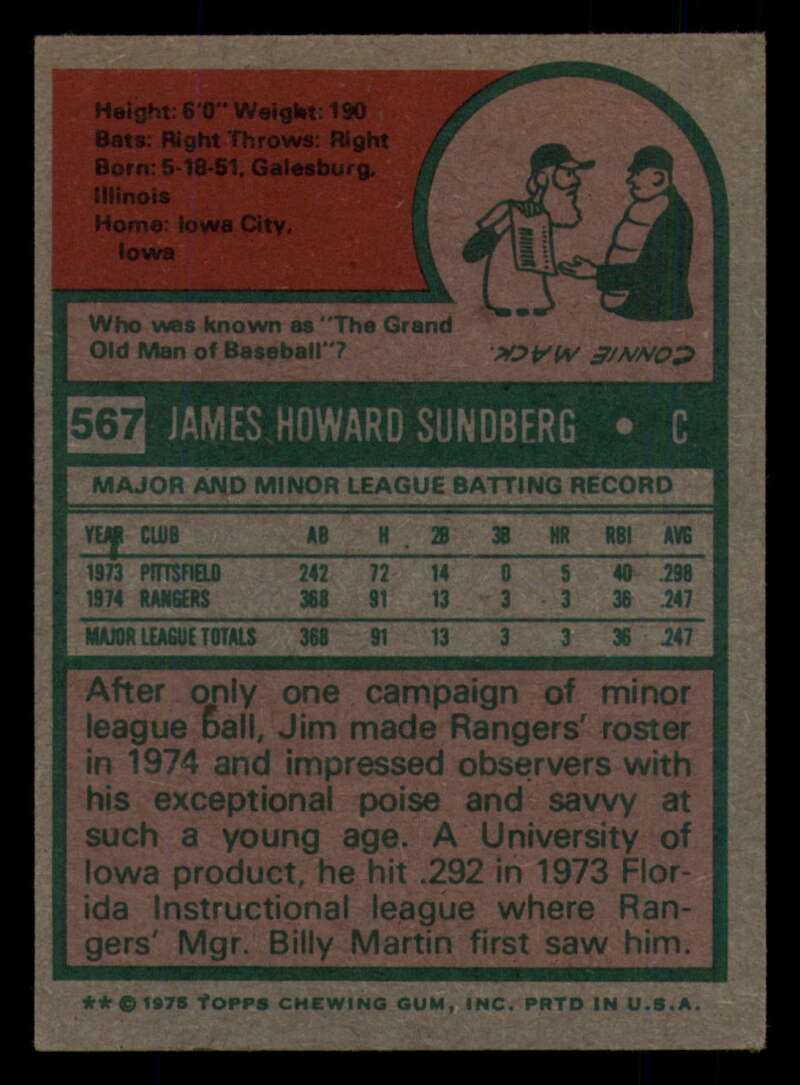 Height: 6'0" Weight: 190
Bats: Right Throws: Right
Born: 5-18-51, Galesburg,
Illinois
Home: Iowa City,
Iowa
Who was known as "The Grand
Old Man of Baseball"?
CONNIE MACK.
567 JAMES HOWARD SUNDBERG • C
MAJOR AND MINOR LEAGUE BATTING RECORD
YEAR CLUB AB H 2B 3B HR RBI AVG
1973 PITTSFIELD 242 72 14 0 5 40 .298
1974 RANGERS 368 91 13 3 3 36 .247
MAJOR LEAGUE TOTALS 368 91 13 3 3 36 .247
After only one campaign of minor
league ball, Jim made Rangers' roster
in 1974 and impressed observers with
his exceptional poise and savvy at
such a young age. A University of
Iowa product, he hit .292 in 1973 Flor-
ida Instructional league where Ran-
gers' Mgr. Billy Martin first saw him.
** © 1975 TOPPS CHEWING GUM, INC. PRTD IN U.S.A.